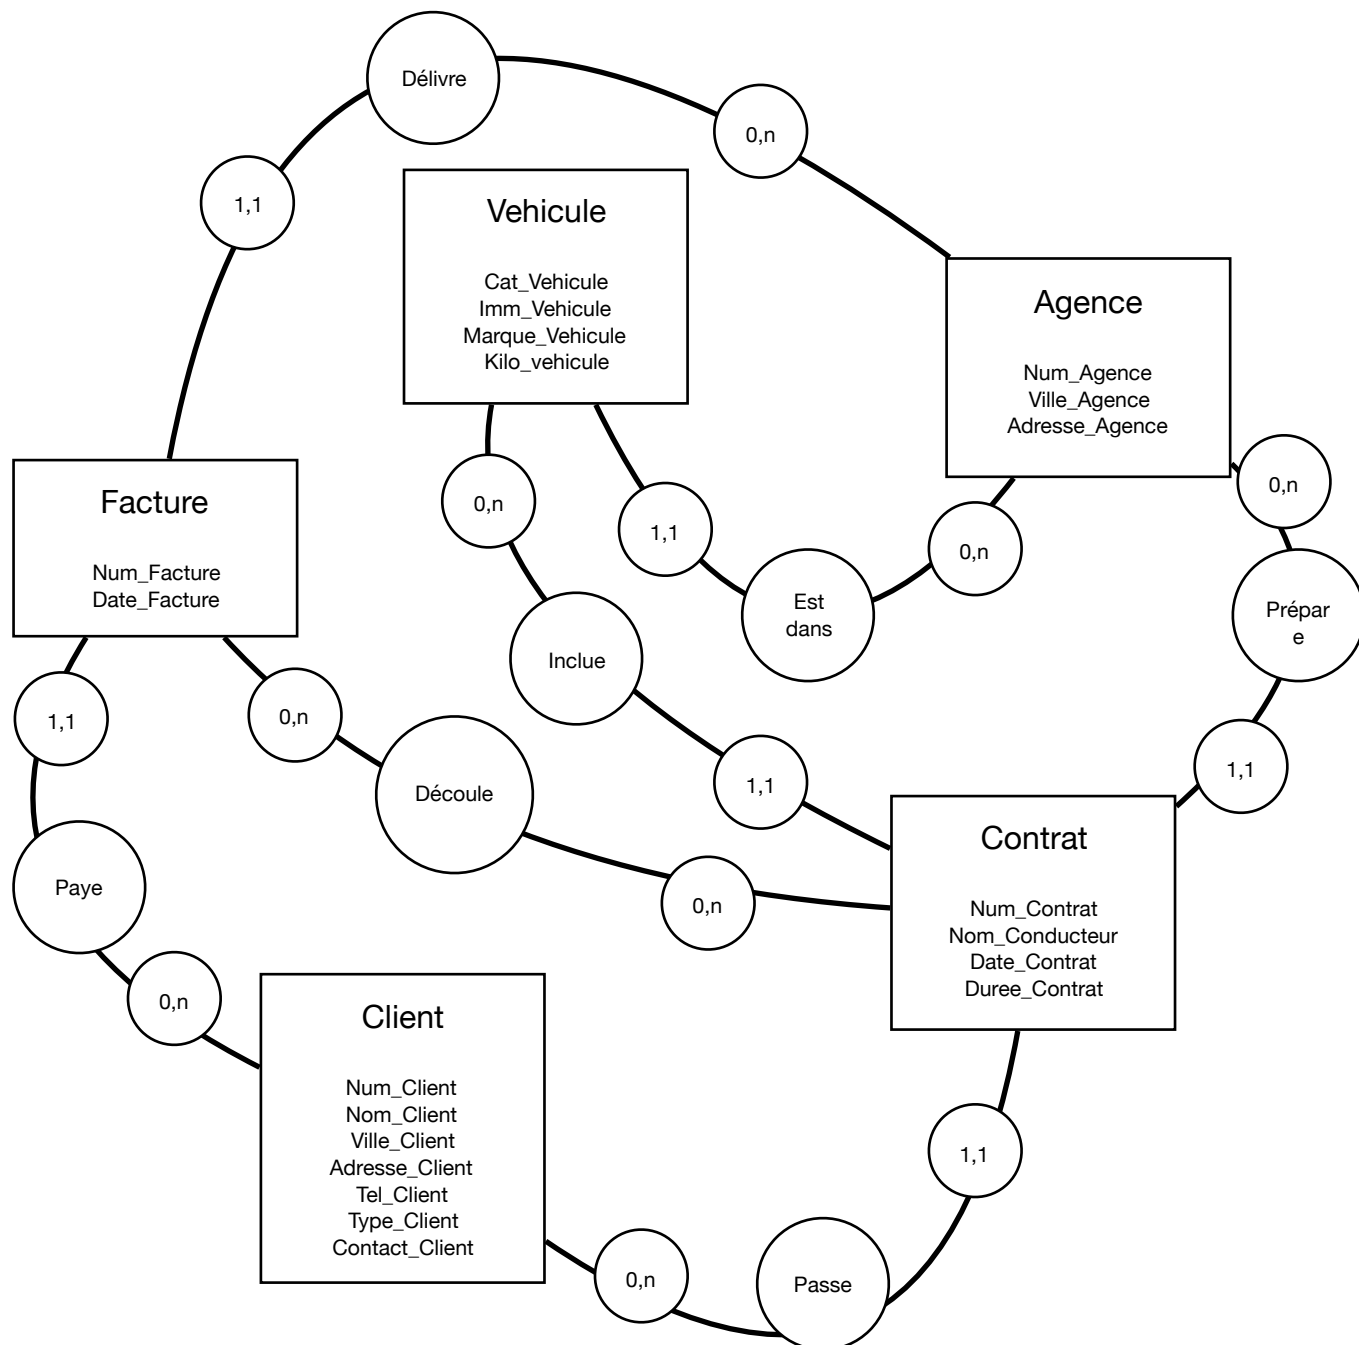 Délivre
0,n
1,1
Vehicule
Cat_Vehicule
Imm_Vehicule
Marque_Vehicule
Kilo_vehicule
Agence
Num_Agence
Ville_Agence
Adresse_Agence
Facture
Num_Facture
Date_Facture
0,n
1,1
0,n
0,n
Est
dans
Prépar
e
Inclue
1,1
0,n
1,1
1,1
Découle
Contrat
Num_Contrat
Nom_Conducteur
Date_Contrat
Duree_Contrat
Paye
0,n
0,n
Client
Num_Client
Nom_Client
Ville_Client
Adresse_Client
Tel_Client
Type_Client
Contact_Client
1,1
0,n
Passe